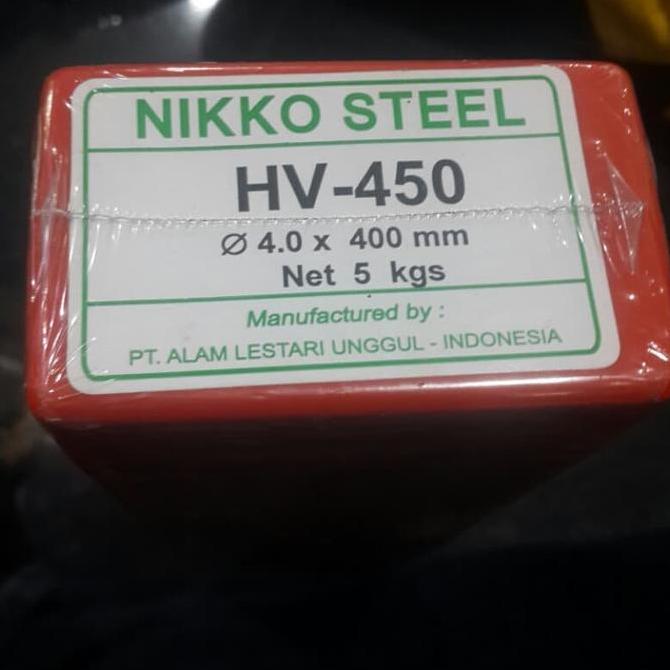 NIKKO STEEL
HV-450
Ø 4.0 x 400 mm
Net 5 kgs
Manufactured by :
PT. ALAM LESTARI UNGGUL - INDONESIA